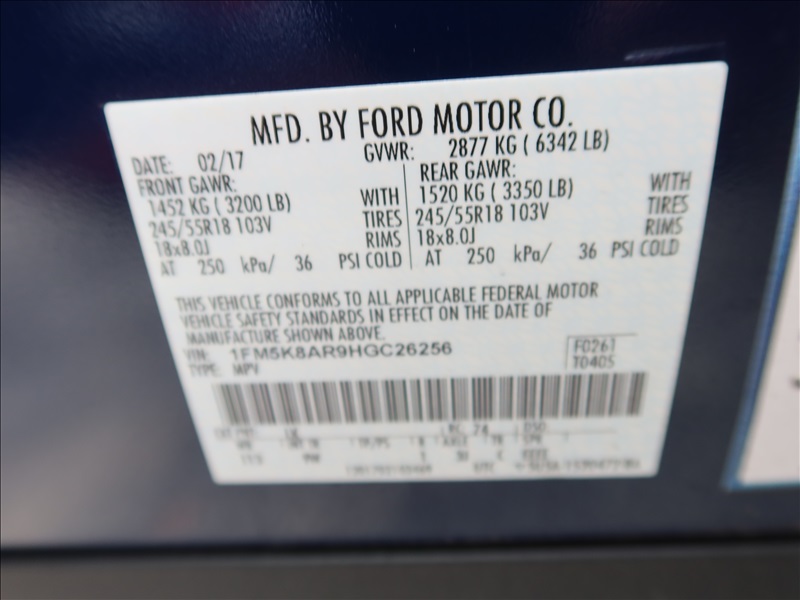 MFD. BY FORD MOTOR CO.
DATE: 02/17 GVWR: 2877 KG ( 6342 LB)
FRONT GAWR: REAR GAWR:
1452 KG ( 3200 LB) WITH 1520 KG ( 3350 LB) WITH
245/55R18 103V TIRES 245/55R18 103V TIRES
18x8.0J RIMS 18x8.0J RIMS
AT 250 kPa/ 36 PSI COLD AT 250 kPa/ 36 PSI COLD
THIS VEHICLE CONFORMS TO ALL APPLICABLE FEDERAL MOTOR
VEHICLE SAFETY STANDARDS IN EFFECT ON THE DATE OF
MANUFACTURE SHOWN ABOVE.
VIN: 1FM5K8AR9HGC26256 F0261
TYPE: MPV T0405